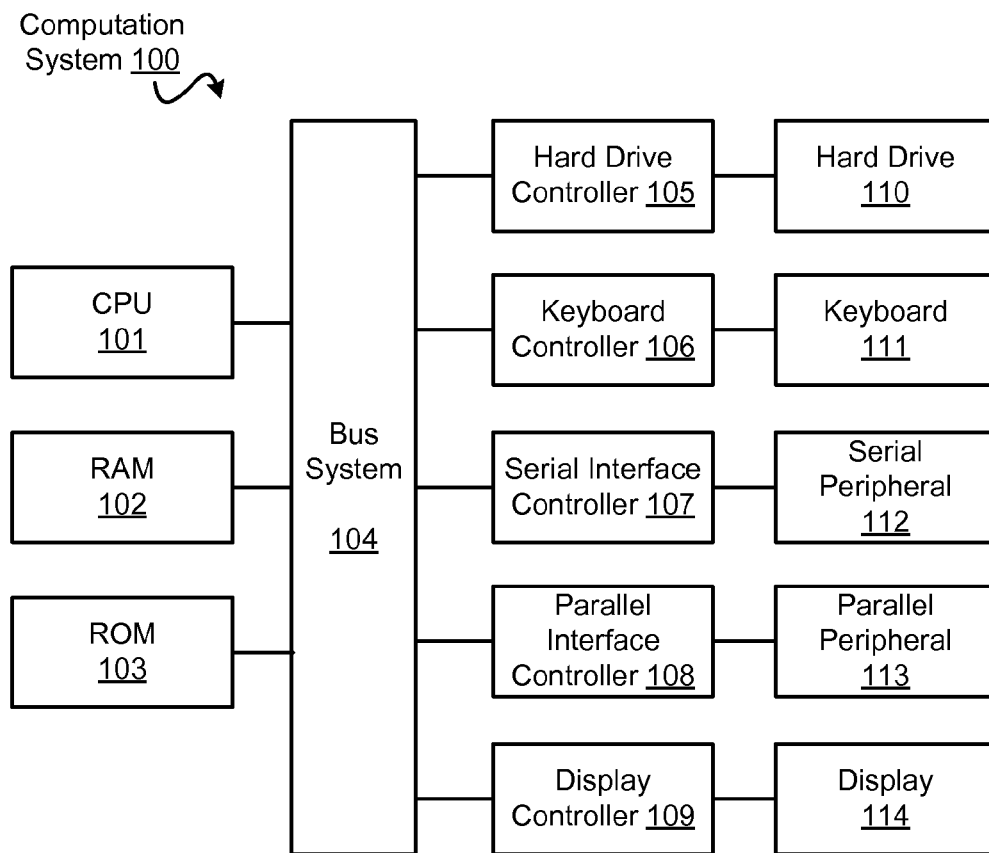 Computation
System 100
Hard Drive
Controller 105
Hard Drive
110
CPU
101
Keyboard
Controller 106
Keyboard
111
RAM
102
Bus
System
104
Serial Interface
Controller 107
Serial
Peripheral
112
ROM
103
Parallel
Interface
Controller 108
Parallel
Peripheral
113
Display
Controller 109
Display
114